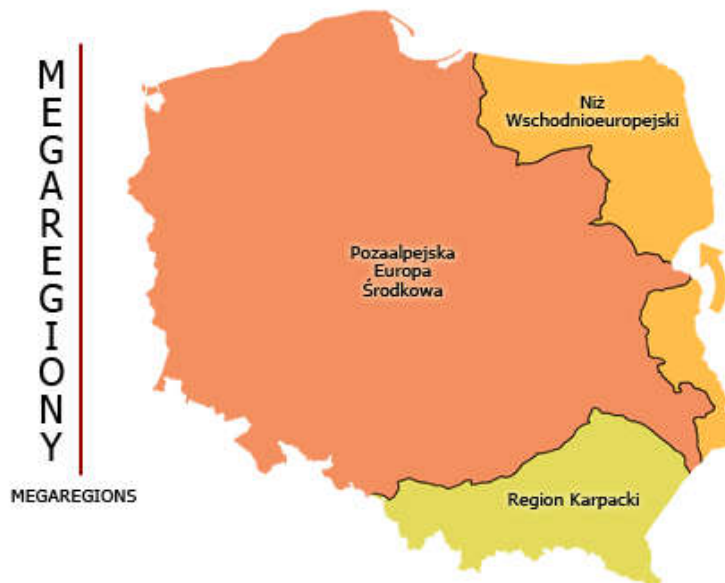 MEGAREGIONY
MEGAREGIONS
Niż
Wschodnioeuropejski
Pozaalpejska
Europa
Środkowa
Region Karpacki